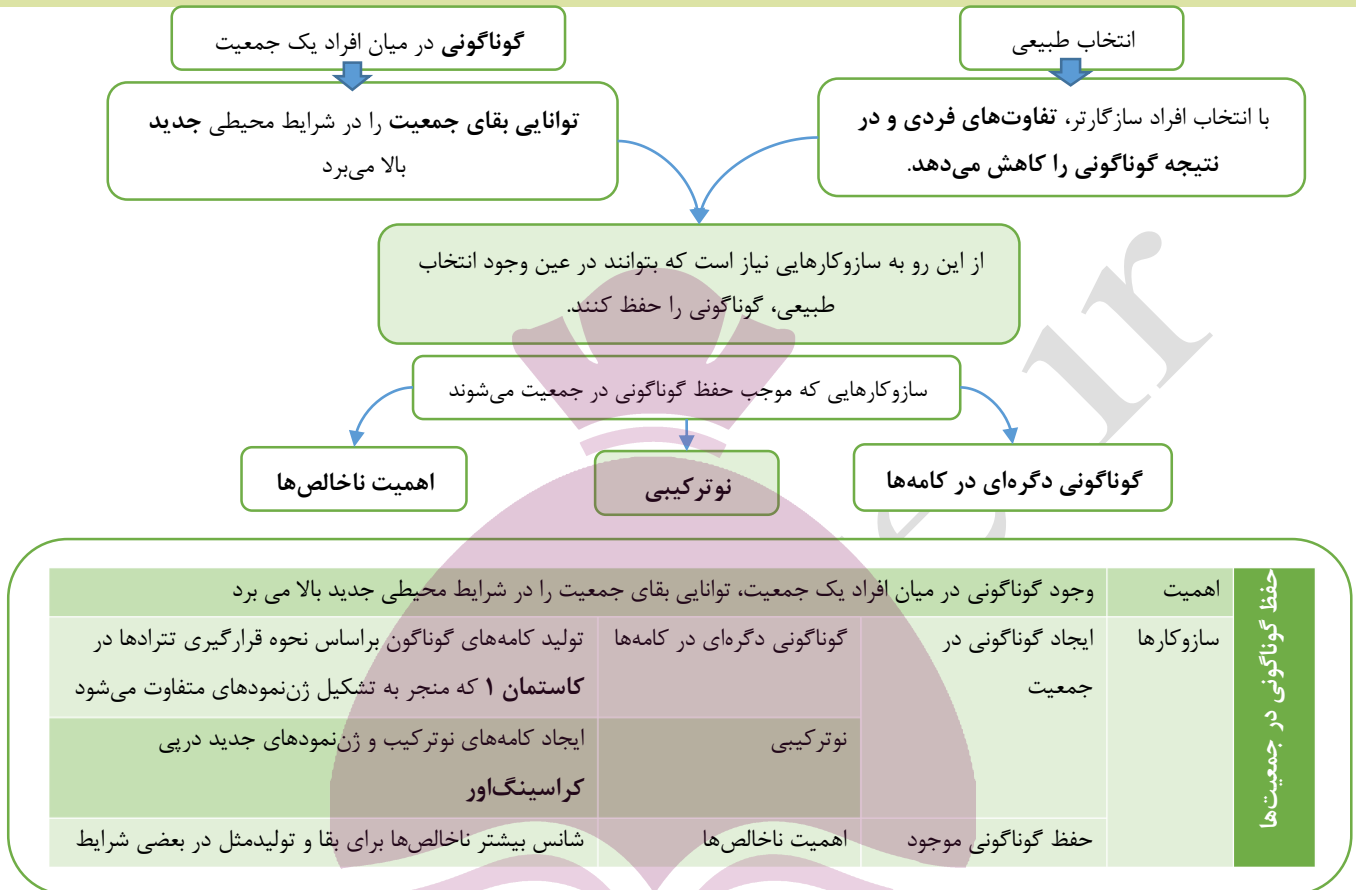 انتخاب طبیعی
گوناگونی در میان افراد یک جمعیت
با انتخاب افراد سازگارتر، تفاوت‌های فردی و در
نتیجه گوناگونی را کاهش می‌دهد.
توانایی بقای جمعیت را در شرایط محیطی جدید
بالا می‌برد
از این رو به سازوکارهایی نیاز است که بتوانند در عین وجود انتخاب
طبیعی، گوناگونی را حفظ کنند.
سازوکارهایی که موجب حفظ گوناگونی در جمعیت می‌شوند
گوناگونی دگره‌ای در کامه‌ها
نوترکیبی
اهمیت ناخالص‌ها
حفظ گوناگونی در جمعیت‌ها
اهمیت
وجود گوناگونی در میان افراد یک جمعیت، توانایی بقای جمعیت را در شرایط محیطی جدید بالا می برد
سازوکارها
ایجاد گوناگونی در
جمعیت
گوناگونی دگره‌ای در کامه‌ها
تولید کامه‌های گوناگون براساس نحوه قرارگیری تترادها در
کاستمان ۱ که منجر به تشکیل ژن‌نمودهای متفاوت می‌شود
نوترکیبی
ایجاد کامه‌های نوترکیب و ژن‌نمودهای جدید درپی
کراسینگ‌اور
حفظ گوناگونی موجود
اهمیت ناخالص‌ها
شانس بیشتر ناخالص‌ها برای بقا و تولیدمثل در بعضی شرایط